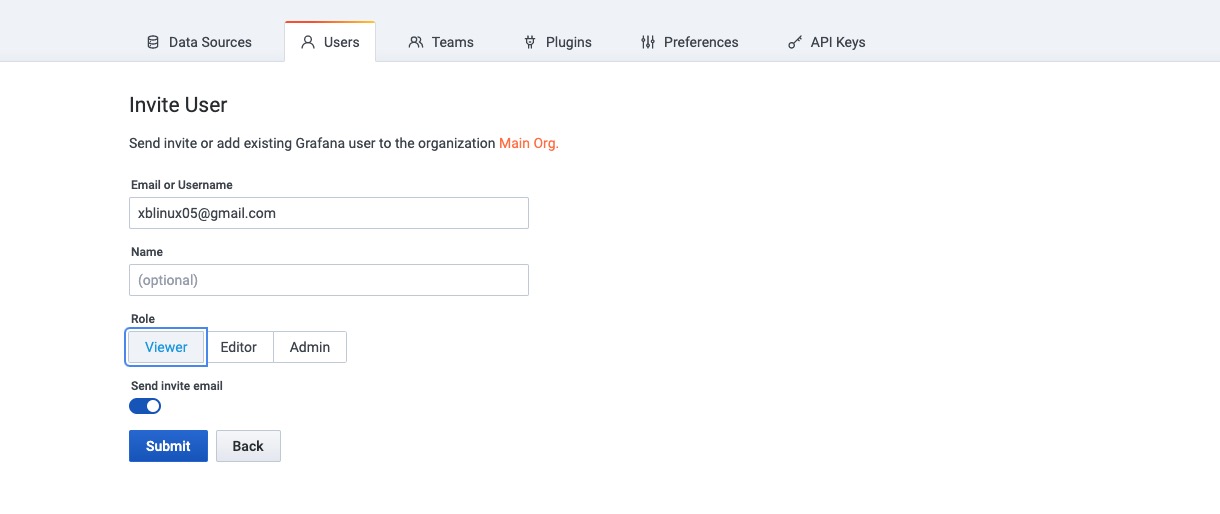 Data Sources Users Teams Plugins Preferences API Keys
Invite User
Send invite or add existing Grafana user to the organization Main Org.
Email or Username
xblinux05@gmail.com
Name
(optional)
Role
Viewer Editor Admin
Send invite email
Submit Back